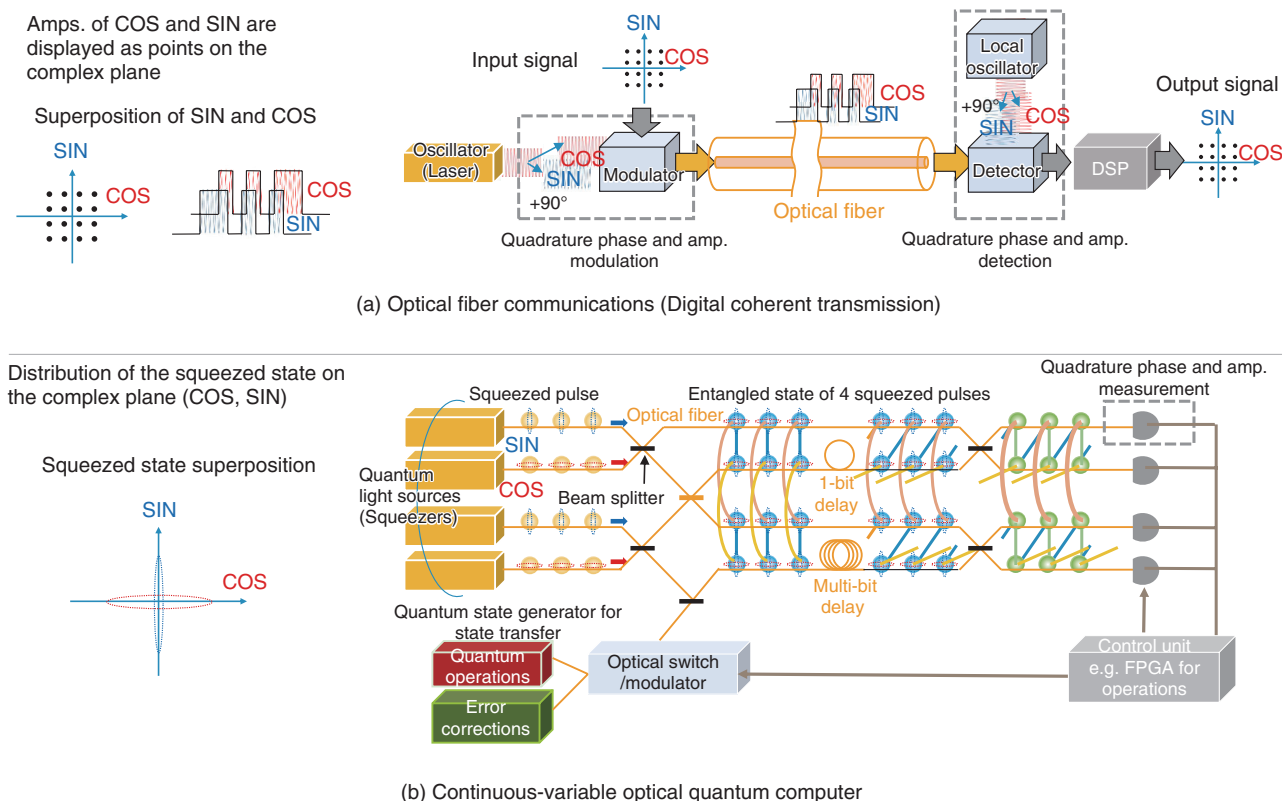 Amps. of COS and SIN are
displayed as points on the
complex plane
Superposition of SIN and COS
SIN
COS
COS
SIN
Input signal
SIN
COS
Oscillator
(Laser)
COS
SIN
+90°
Modulator
Quadrature phase and amp.
modulation
COS
SIN
Optical fiber
Local
oscillator
+90°
SIN
COS
Detector
Quadrature phase and amp.
detection
DSP
Output signal
SIN
COS
(a) Optical fiber communications (Digital coherent transmission)
Distribution of the squeezed state on
the complex plane (COS, SIN)
Squeezed state superposition
SIN
COS
Squeezed pulse
SIN
COS
Quantum
light sources
(Squeezers)
Optical fiber
Beam splitter
Entangled state of 4 squeezed pulses
1-bit
delay
Multi-bit
delay
Quadrature phase and amp.
measurement
Quantum state generator for
state transfer
Quantum
operations
Error
corrections
Optical switch
/modulator
Control unit
e.g. FPGA for
operations
(b) Continuous-variable optical quantum computer